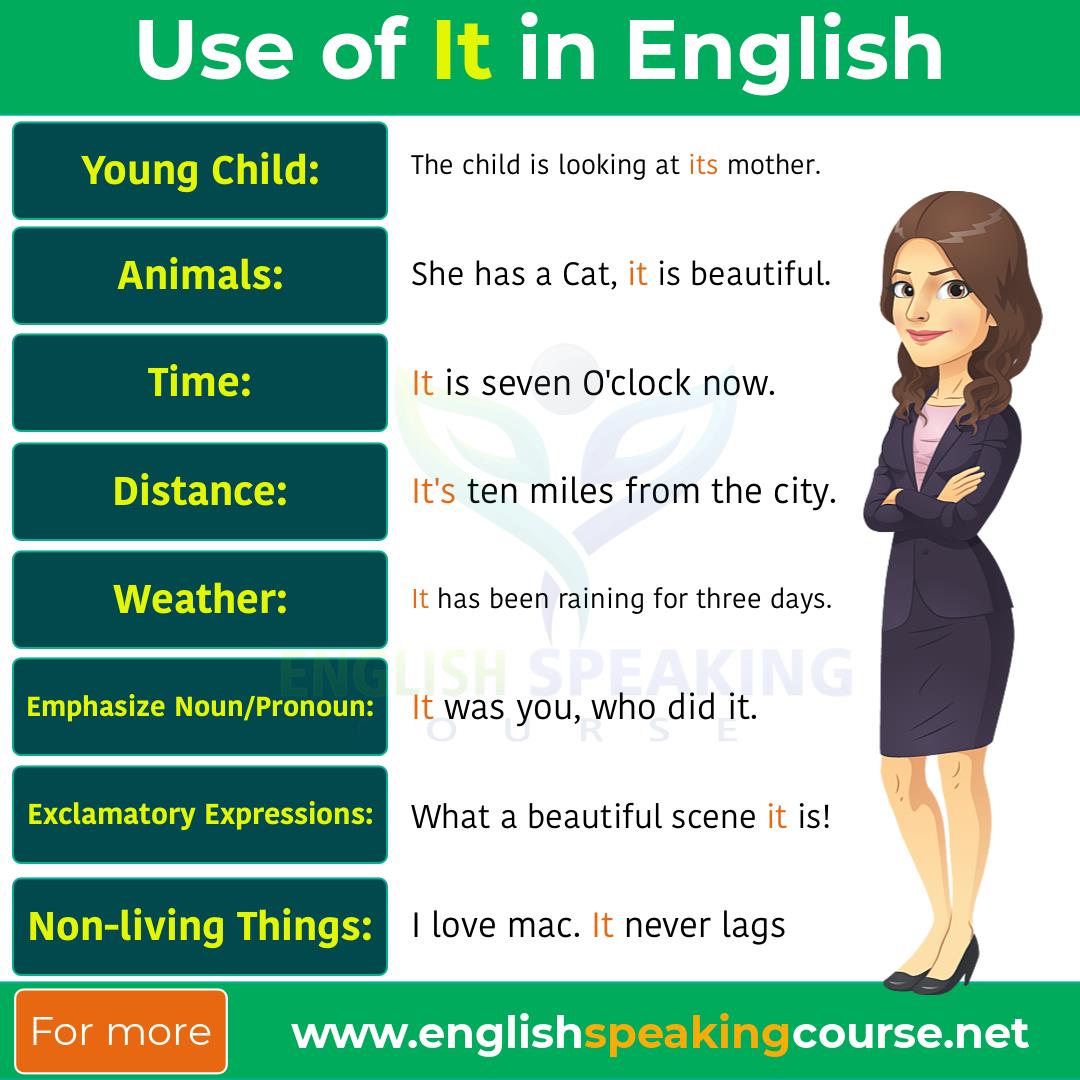 Use of It in English
Young Child:
The child is looking at its mother.
Animals:
She has a Cat, it is beautiful.
Time:
It is seven O'clock now.
Distance:
It's ten miles from the city.
Weather:
It has been raining for three days.
Emphasize Noun/Pronoun:
It was you, who did it.
Exclamatory Expressions:
What a beautiful scene it is!
Non-living Things:
I love mac. It never lags
ENGLISH SPEAKING
COURSE
For more
www.englishspeakingcourse.net